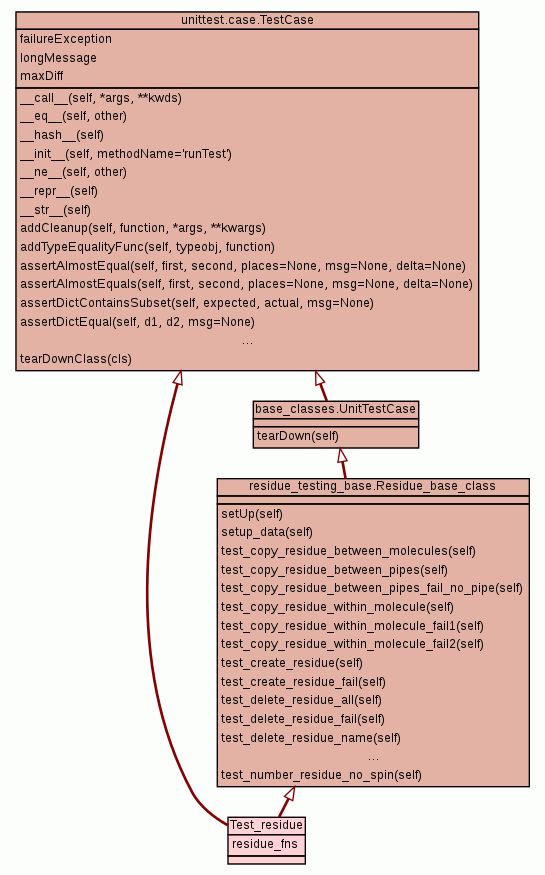 unittest.case.TestCase
failureException
longMessage
maxDiff
__call__(self, *args, **kwds)
__eq__(self, other)
__hash__(self)
__init__(self, methodName='runTest')
__ne__(self, other)
__repr__(self)
__str__(self)
addCleanup(self, function, *args, **kwargs)
addTypeEqualityFunc(self, typeobj, function)
assertAlmostEqual(self, first, second, places=None, msg=None, delta=None)
assertAlmostEquals(self, first, second, places=None, msg=None, delta=None)
assertDictContainsSubset(self, expected, actual, msg=None)
assertDictEqual(self, d1, d2, msg=None)
...
tearDownClass(cls)
base_classes.UnitTestCase
tearDown(self)
residue_testing_base.Residue_base_class
setUp(self)
setup_data(self)
test_copy_residue_between_molecules(self)
test_copy_residue_between_pipes(self)
test_copy_residue_between_pipes_fail_no_pipe(self)
test_copy_residue_within_molecule(self)
test_copy_residue_within_molecule_fail1(self)
test_copy_residue_within_molecule_fail2(self)
test_create_residue(self)
test_create_residue_fail(self)
test_delete_residue_all(self)
test_delete_residue_fail(self)
test_delete_residue_name(self)
...
test_number_residue_no_spin(self)
Test_residue
residue_fns